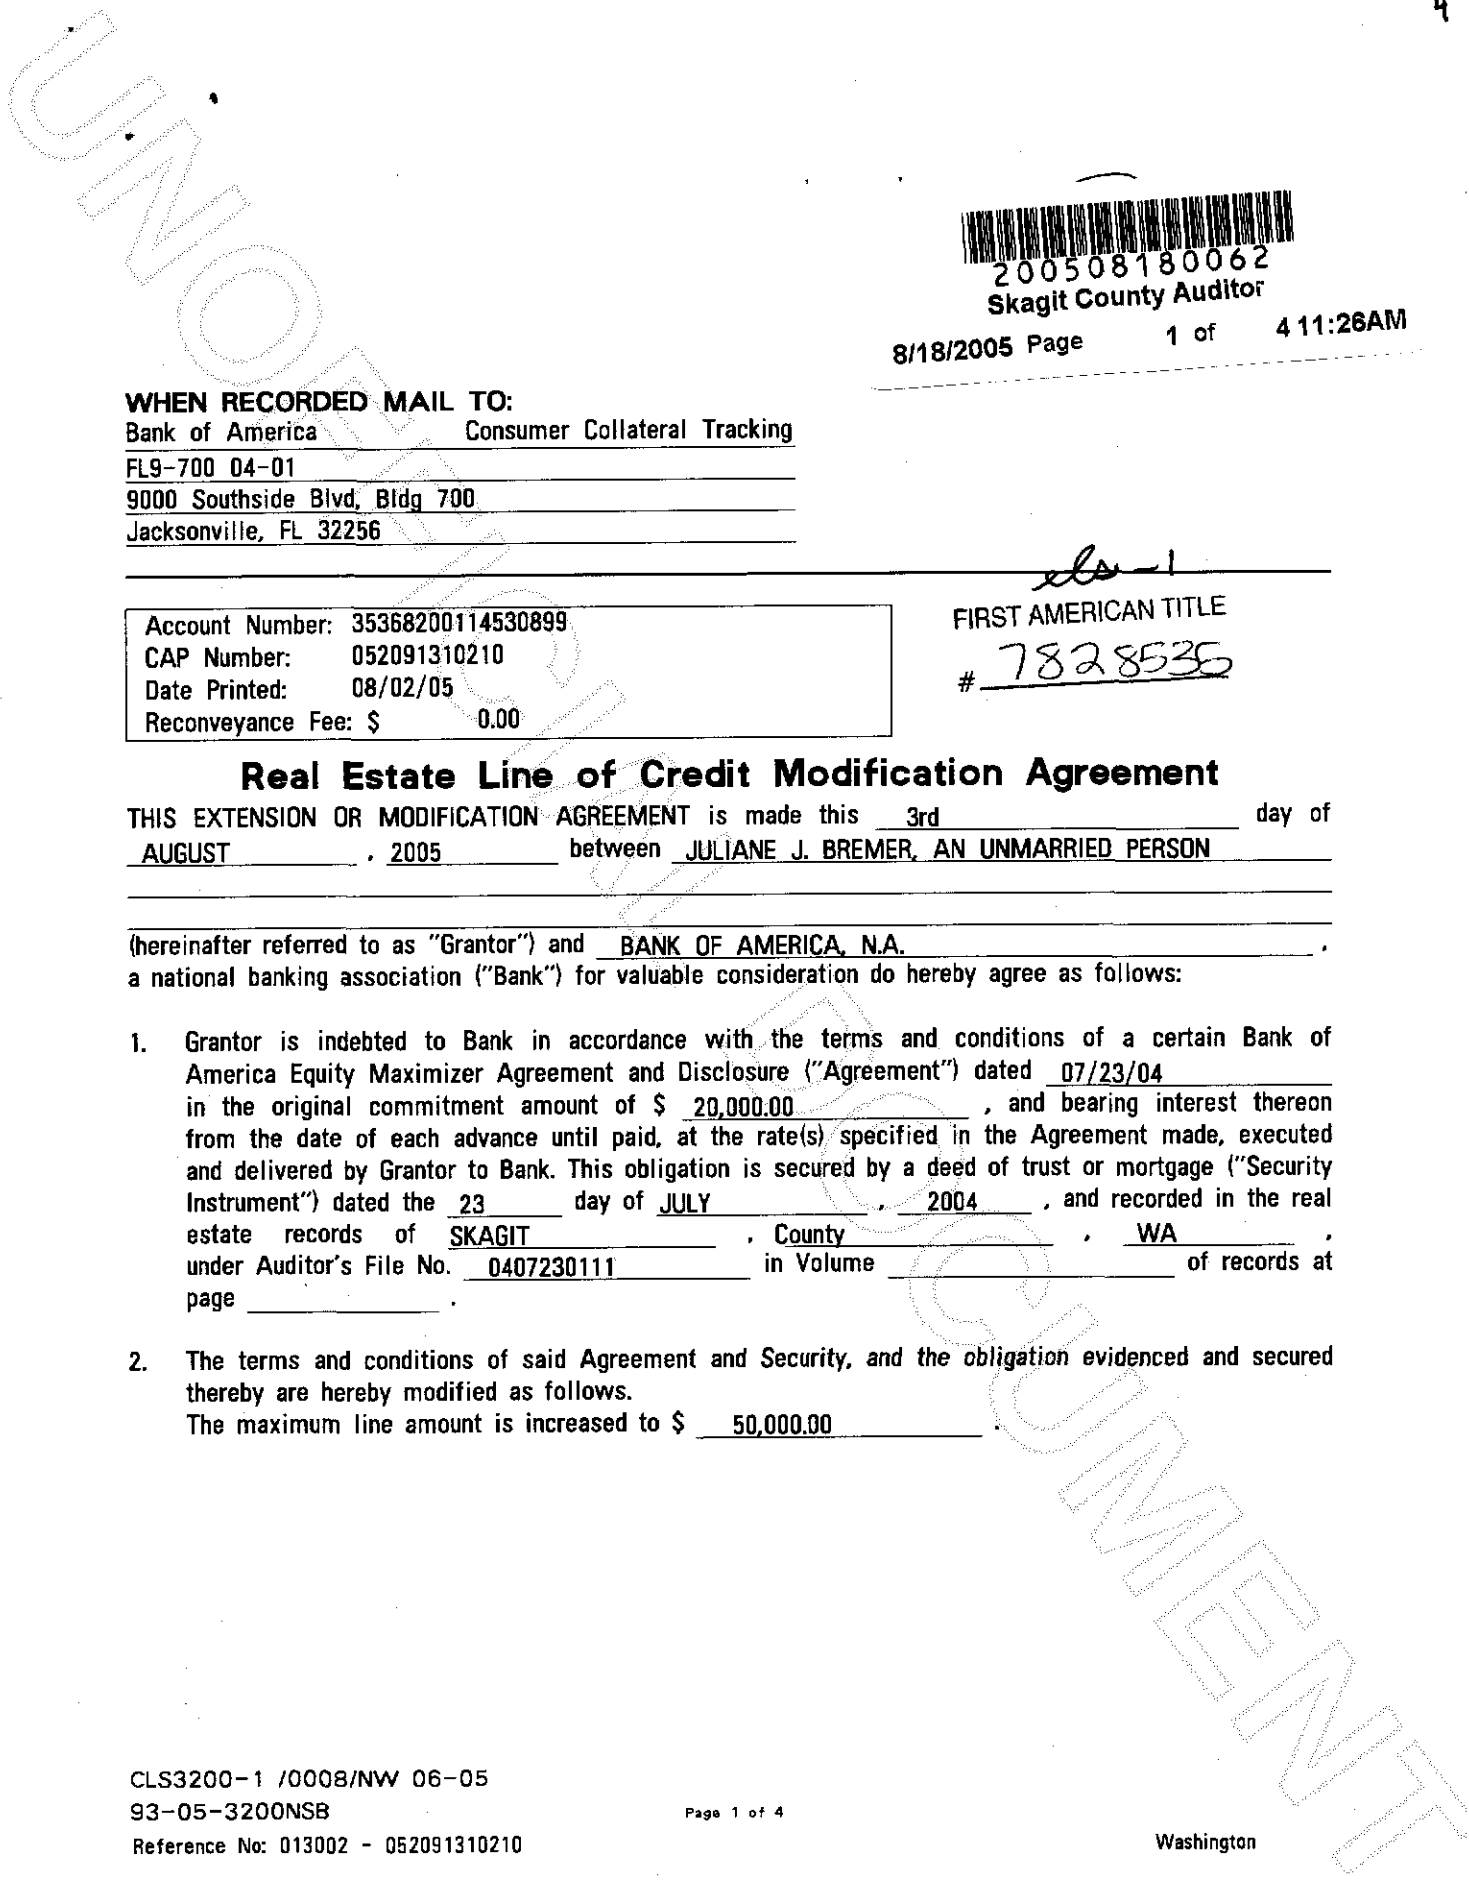 4
200508180062
Skagit County Auditor
8/18/2005 Page 1 of 4 11:26AM
WHEN RECORDED MAIL TO:
Bank of America Consumer Collateral Tracking
FL9-700 04-01
9000 Southside Blvd, Bldg 700
Jacksonville, FL 32256
els-1
FIRST AMERICAN TITLE
# 7828536
Account Number: 35368200114530899
CAP Number: 052091310210
Date Printed: 08/02/05
Reconveyance Fee: $ 0.00
Real Estate Line of Credit Modification Agreement
THIS EXTENSION OR MODIFICATION AGREEMENT is made this 3rd day of
AUGUST , 2005 between JULIANE J. BREMER, AN UNMARRIED PERSON
(hereinafter referred to as "Grantor") and BANK OF AMERICA, N.A. ,
a national banking association ("Bank") for valuable consideration do hereby agree as follows:
1. Grantor is indebted to Bank in accordance with the terms and conditions of a certain Bank of
America Equity Maximizer Agreement and Disclosure ("Agreement") dated 07/23/04
in the original commitment amount of $ 20,000.00 , and bearing interest thereon
from the date of each advance until paid, at the rate(s) specified in the Agreement made, executed
and delivered by Grantor to Bank. This obligation is secured by a deed of trust or mortgage ("Security
Instrument") dated the 23 day of JULY , 2004 , and recorded in the real
estate records of SKAGIT , County , WA ,
under Auditor's File No. 0407230111 in Volume of records at
page .
2. The terms and conditions of said Agreement and Security, and the obligation evidenced and secured
thereby are hereby modified as follows.
The maximum line amount is increased to $ 50,000.00 .
CLS3200-1 /0008/NW 06-05
93-05-3200NSB
Page 1 of 4
Reference No: 013002 - 052091310210
Washington
UNOFFICIAL DOCUMENT